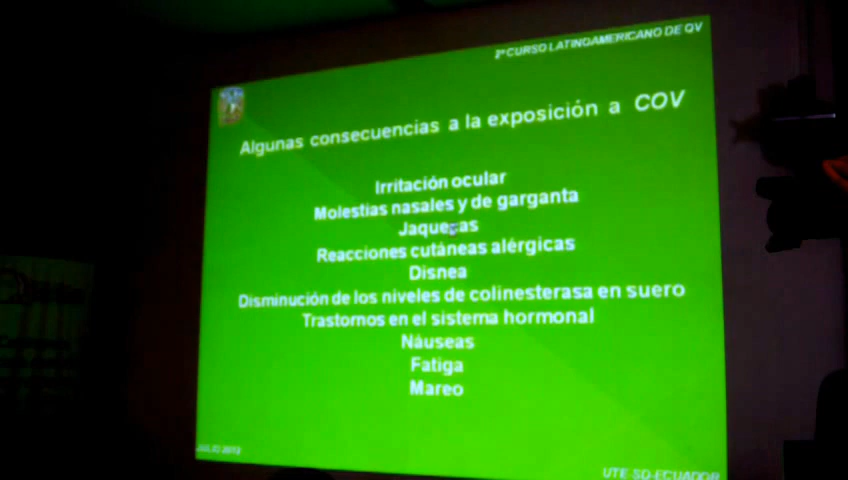 2º CURSO LATINOAMERICANO DE QV
Algunas consecuencias a la exposición a COV
Irritación ocular
Molestias nasales y de garganta
Jaquecas
Reacciones cutáneas alérgicas
Disnea
Disminución de los niveles de colinesterasa en suero
Trastornos en el sistema hormonal
Náuseas
Fatiga
Mareo
JULIO 2012
UTE-SD-ECUADOR